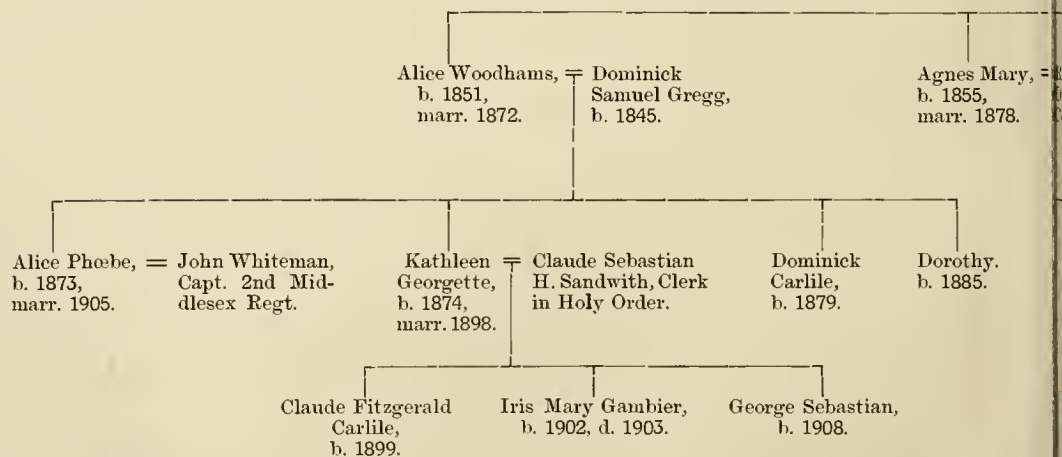 Alice Woodhams, = Dominick
b. 1851,
marr. 1872.
Samuel Gregg,
b. 1845.
Agnes Mary, =
b. 1855,
marr. 1878.
Alice Phœbe,
b. 1873,
marr. 1905.
= John Whiteman,
Capt. 2nd Mid-
dlesex Regt.
Kathleen
Georgette,
b. 1874,
marr. 1898.
= Claude Sebastian
H. Sandwith, Clerk
in Holy Order.
Dominick
Carlile,
b. 1879.
Dorothy.
b. 1885.
Claude Fitzgerald
Carlile,
b. 1899.
Iris Mary Gambier,
b. 1902, d. 1903.
George Sebastian,
b. 1908.